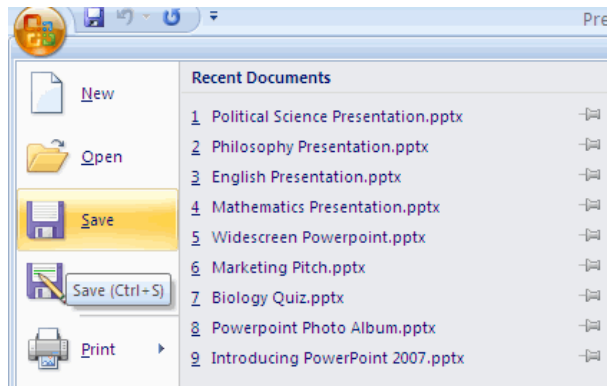 Pre
New
Open
Save
Save (Ctrl+S)
Print
Recent Documents
1 Political Science Presentation.pptx
2 Philosophy Presentation.pptx
3 English Presentation.pptx
4 Mathematics Presentation.pptx
5 Widescreen Powerpoint.pptx
6 Marketing Pitch.pptx
7 Biology Quiz.pptx
8 Powerpoint Photo Album.pptx
9 Introducing PowerPoint 2007.pptx